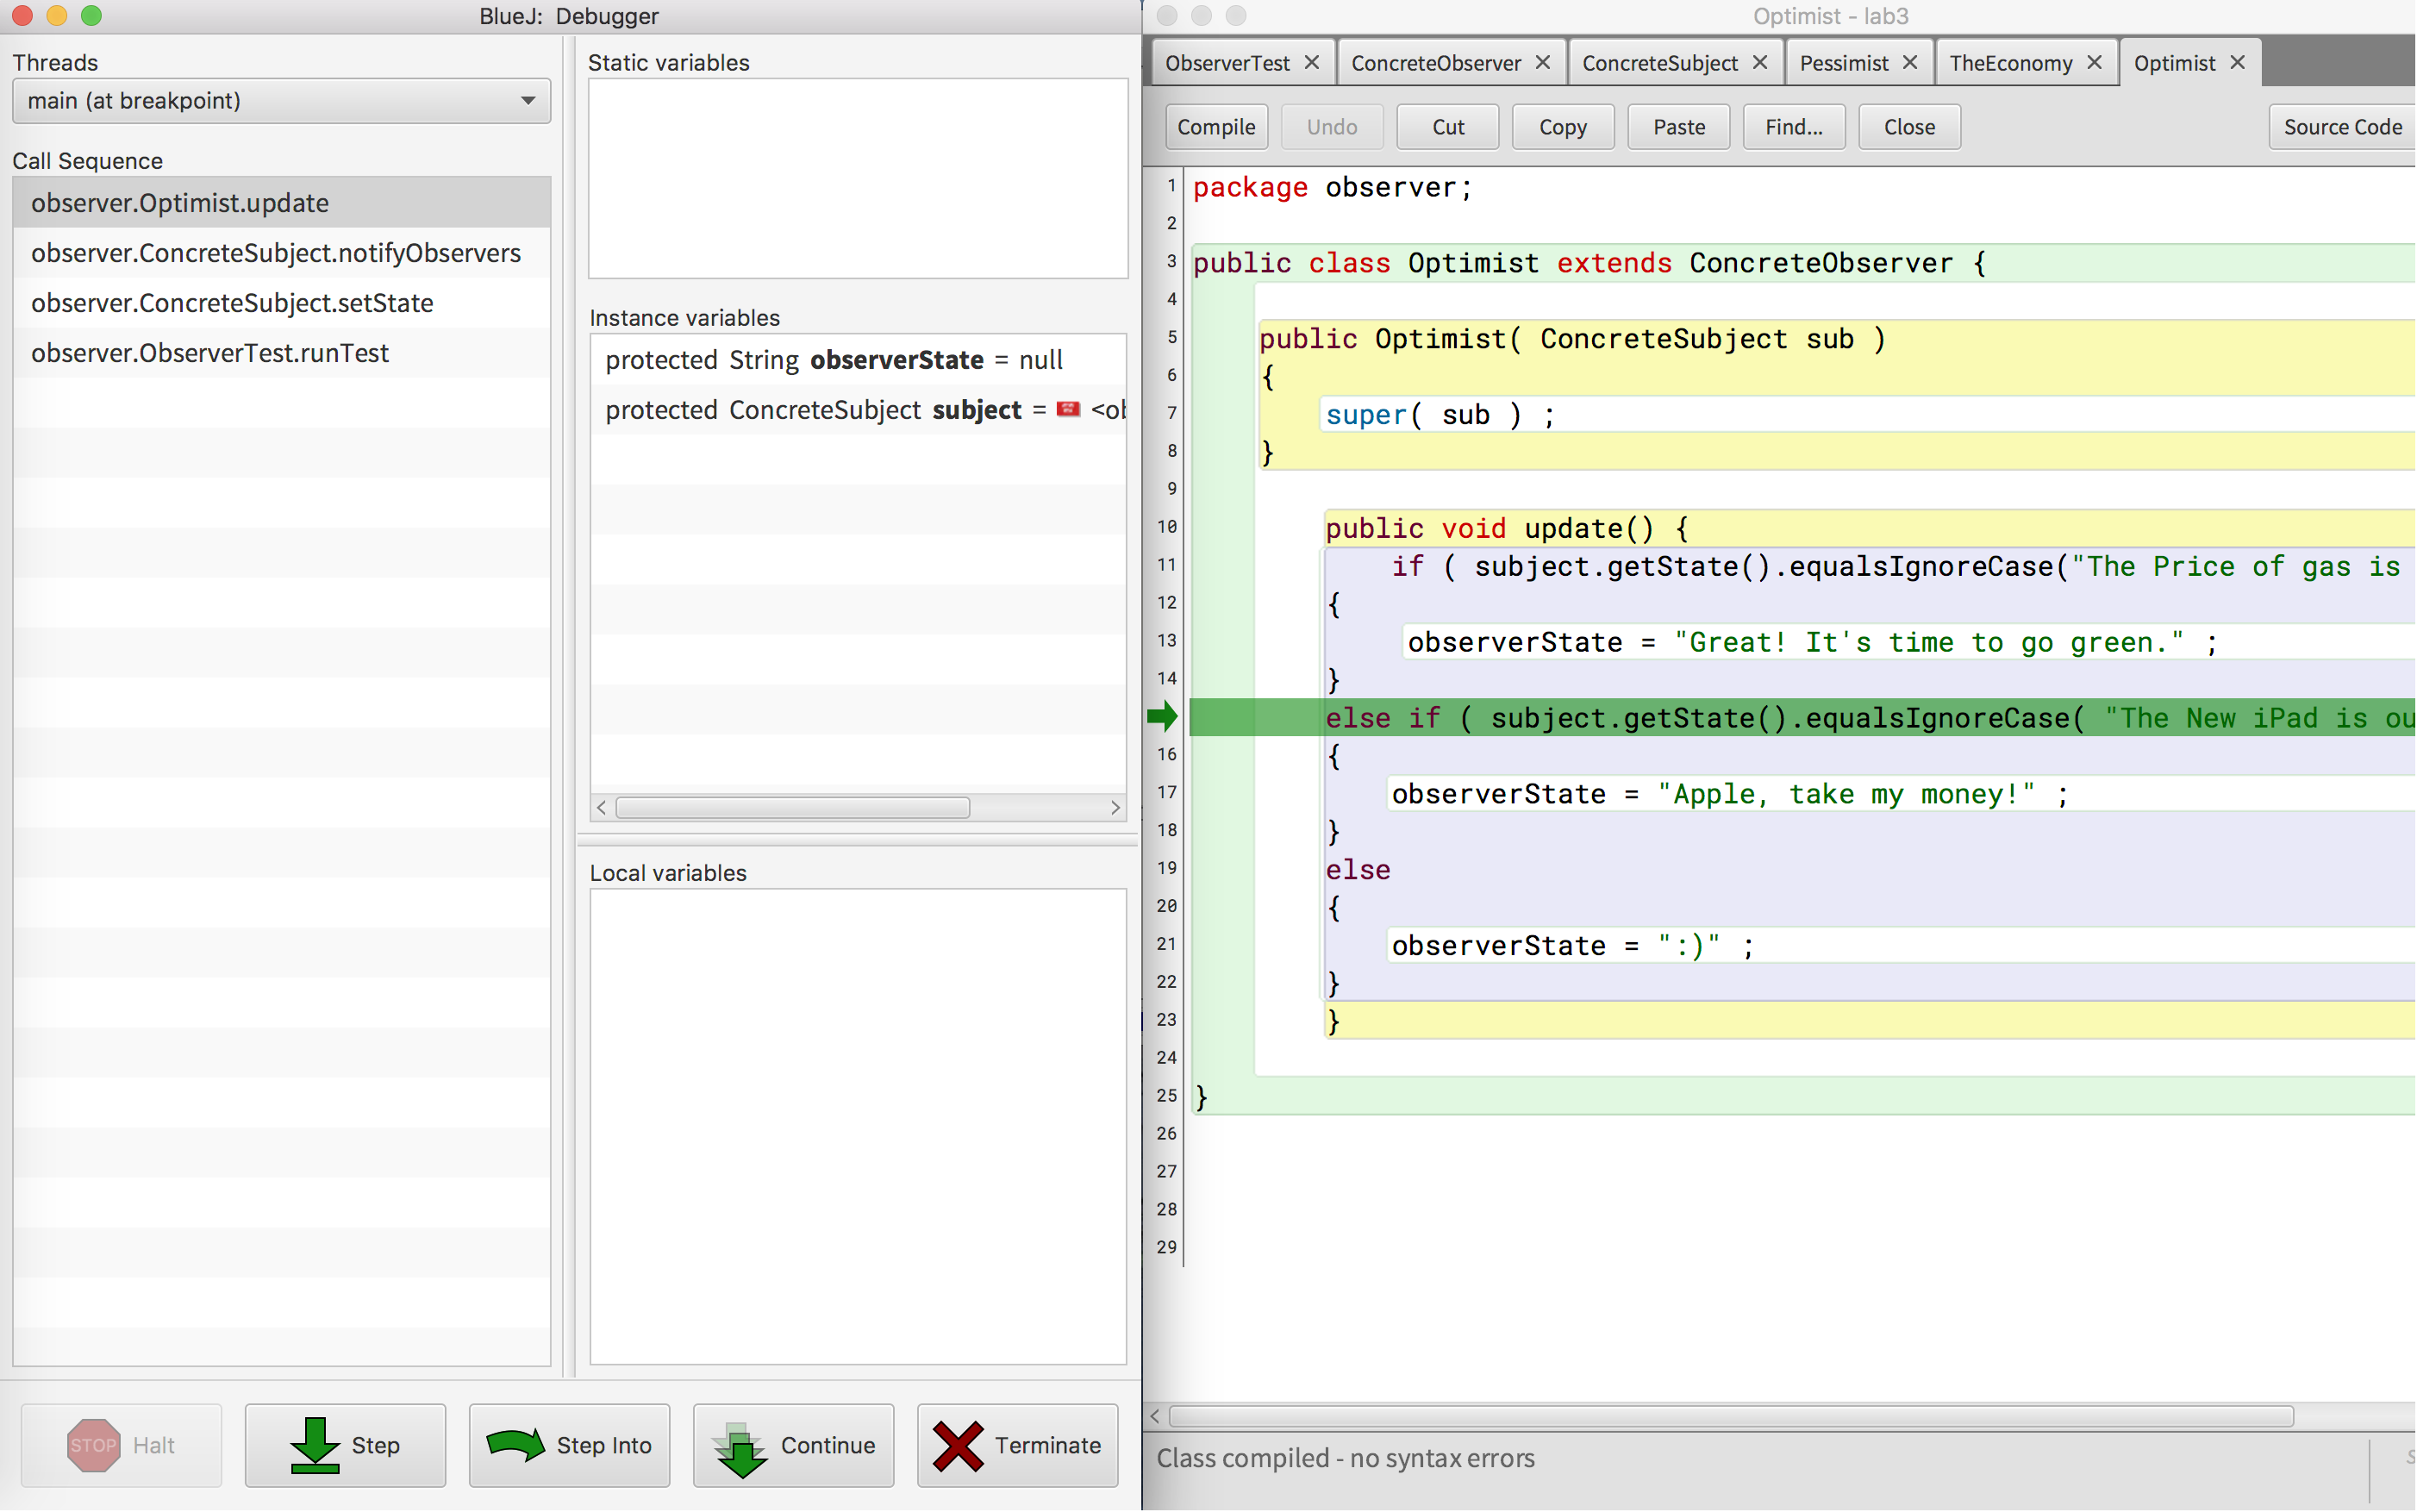 BlueJ: Debugger
Threads
main (at breakpoint)
Call Sequence
observer.Optimist.update
observer.ConcreteSubject.notifyObservers
observer.ConcreteSubject.setState
observer.ObserverTest.runTest
Static variables
Instance variables
protected String observerState = null
protected ConcreteSubject subject = <ob
Local variables
STOP Halt
Step
Step Into
Continue
Terminate
Optimist - lab3
ObserverTest ConcreteObserver ConcreteSubject Pessimist TheEconomy Optimist
Compile Undo Cut Copy Paste Find... Close Source Code
1 package observer;
2
3 public class Optimist extends ConcreteObserver {
4
5 public Optimist( ConcreteSubject sub )
6 {
7 super( sub ) ;
8 }
9
10 public void update() {
11 if ( subject.getState().equalsIgnoreCase("The Price of gas is
12 {
13 observerState = "Great! It's time to go green." ;
14 }
else if ( subject.getState().equalsIgnoreCase( "The New iPad is ou
16 {
17 observerState = "Apple, take my money!" ;
18 }
19 else
20 {
21 observerState = ":)" ;
22 }
23 }
24
25 }
26
27
28
29
Class compiled - no syntax errors